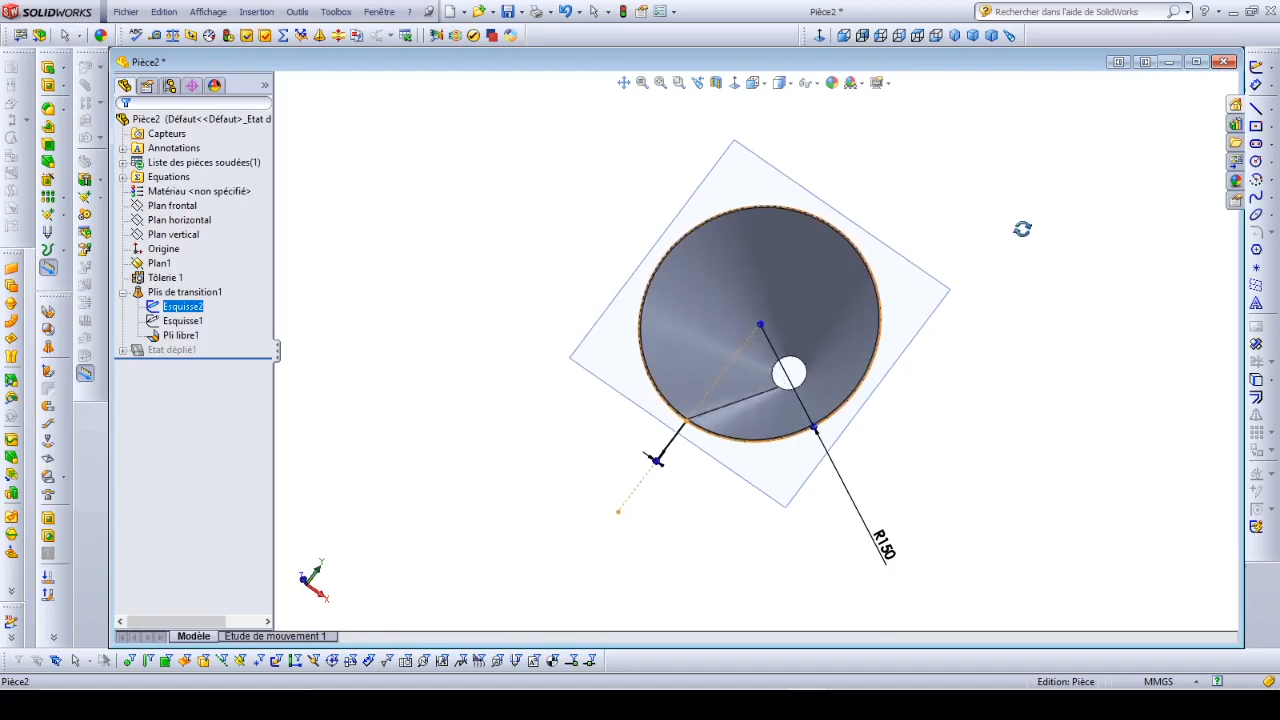 SOLIDWORKS Fichier Edition Affichage Insertion Outils Toolbox Fenêtre ? Pièce2 * Rechercher dans l'aide de SolidWorks ?
Pièce2 *
Pièce2 (Défaut<<Défaut>_Etat d
Capteurs
Annotations
Liste des pièces soudées(1)
Equations
Matériau <non spécifié>
Plan frontal
Plan horizontal
Plan vertical
Origine
Plan1
Tôlerie 1
Plis de transition1
Esquisse2
Esquisse1
Pli libre1
Etat déplié1
R150
Y
X
Z
Modèle Etude de mouvement 1
Pièce2 Edition: Pièce MMGS ?